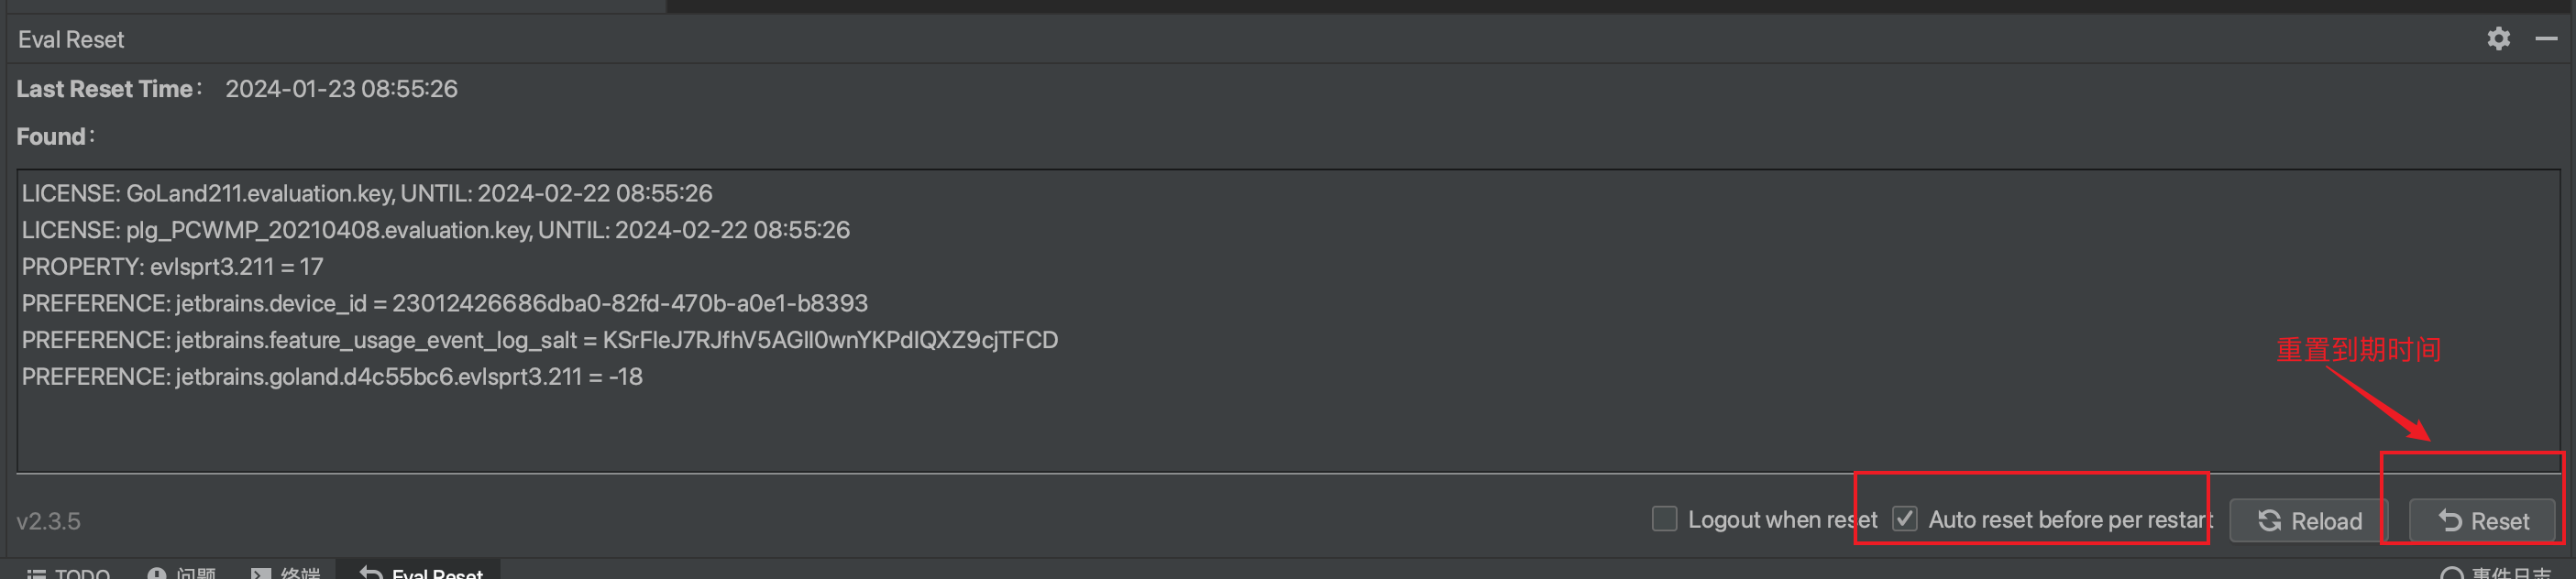 Eval Reset
Last Reset Time: 2024-01-23 08:55:26
Found:
LICENSE: GoLand211.evaluation.key, UNTIL: 2024-02-22 08:55:26
LICENSE: plg_PCWMP_20210408.evaluation.key, UNTIL: 2024-02-22 08:55:26
PROPERTY: evlsprt3.211 = 17
PREFERENCE: jetbrains.device_id = 23012426686dba0-82fd-470b-a0e1-b8393
PREFERENCE: jetbrains.feature_usage_event_log_salt = KSrFIeJ7RJfhV5AGIl0wnYKPdIQXZ9cjTFCD
重置到期时间
PREFERENCE: jetbrains.goland.d4c55bc6.evlsprt3.211 = -18
v2.3.5 Logout when reset Auto reset before per restart Reload Reset
TODO 问题 终端 Eval Reset 事件日志